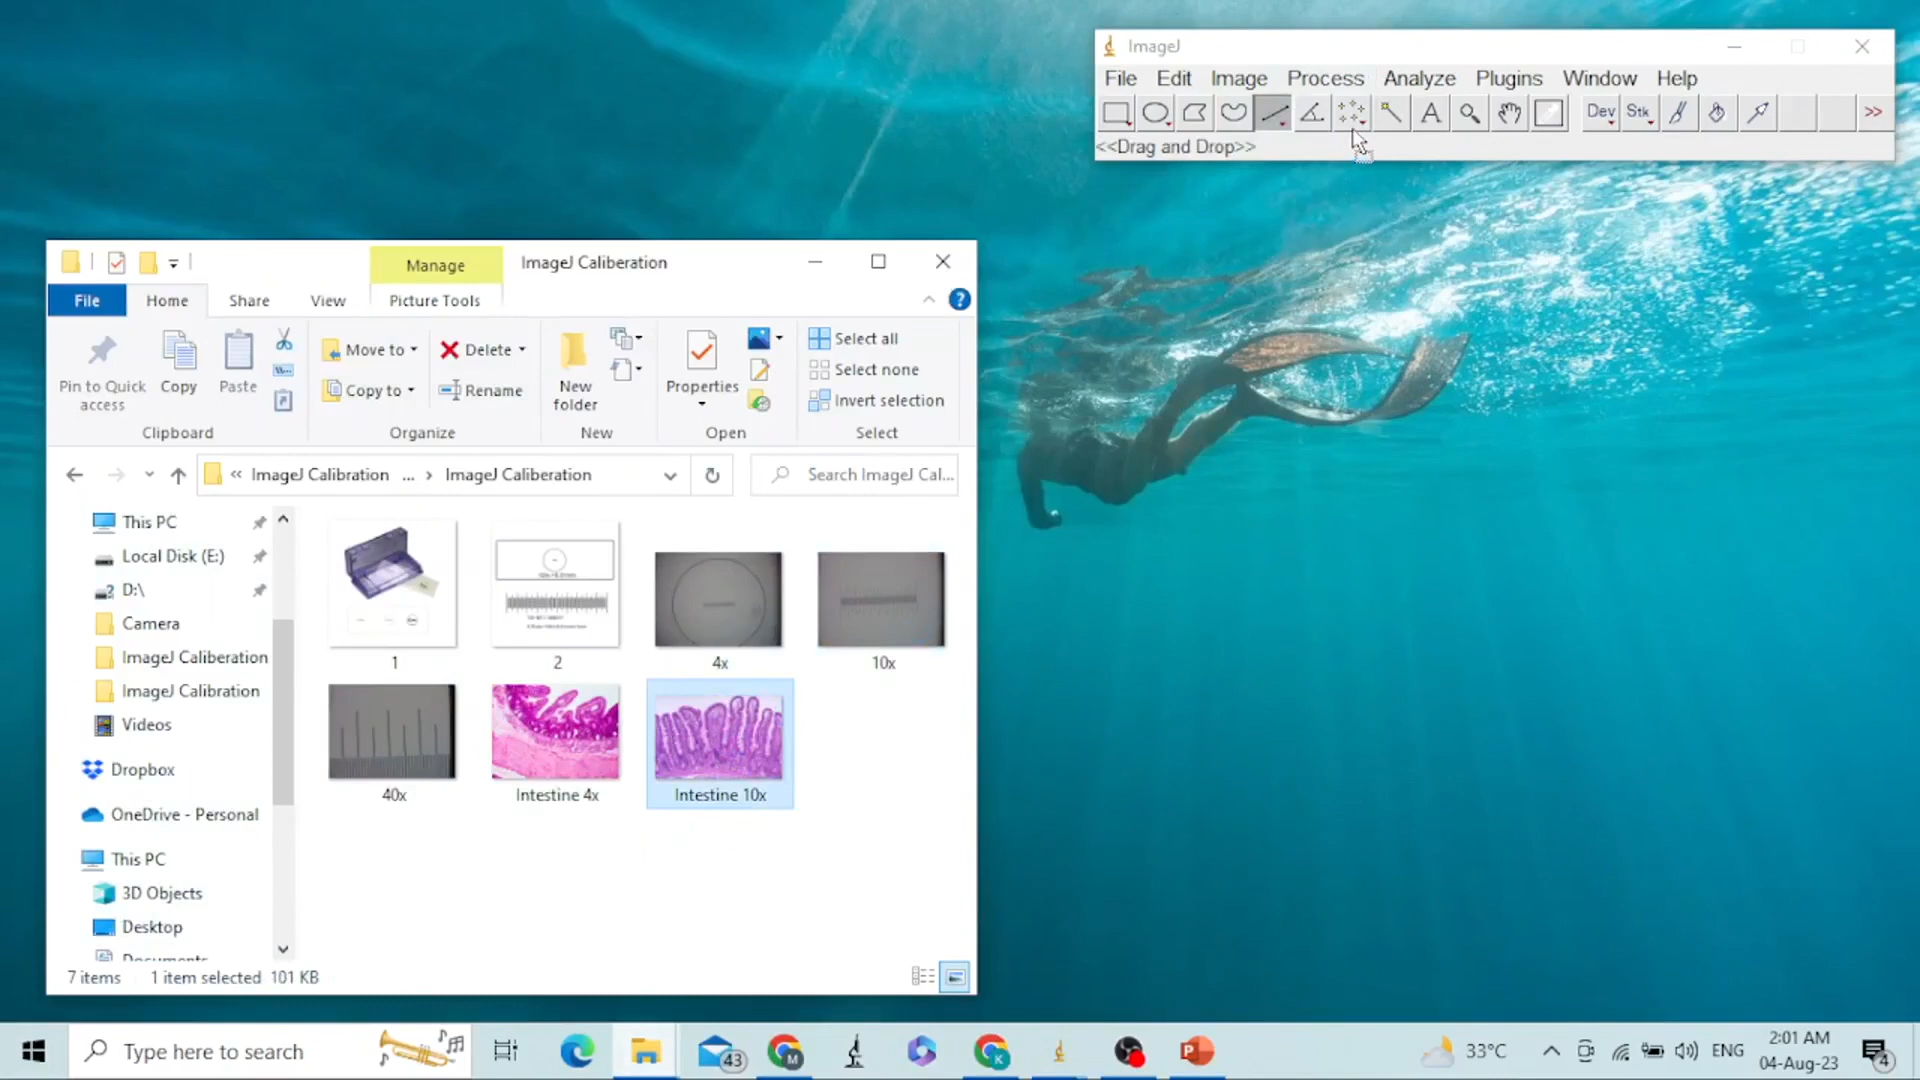 ImageJ
File Edit Image Process Analyze Plugins Window Help
A Dev Stk >>
<<Drag and Drop>>
Manage ImageJ Caliberation
File Home Share View Picture Tools
Pin to Quick access
Copy
Paste
Move to
Copy to
Delete
Rename
New folder
Properties
Select all
Select none
Invert selection
Clipboard Organize New Open Select
« ImageJ Calibration ... › ImageJ Caliberation
Search ImageJ Cal...
This PC
Local Disk (E:)
D:\
Camera
ImageJ Caliberation
ImageJ Calibration
Videos
Dropbox
OneDrive - Personal
This PC
3D Objects
Desktop
1 2 4x 10x
40x Intestine 4x Intestine 10x
7 items 1 item selected 101 KB
Type here to search
43
M
K
P
33°C
ENG
2:01 AM
04-Aug-23
4